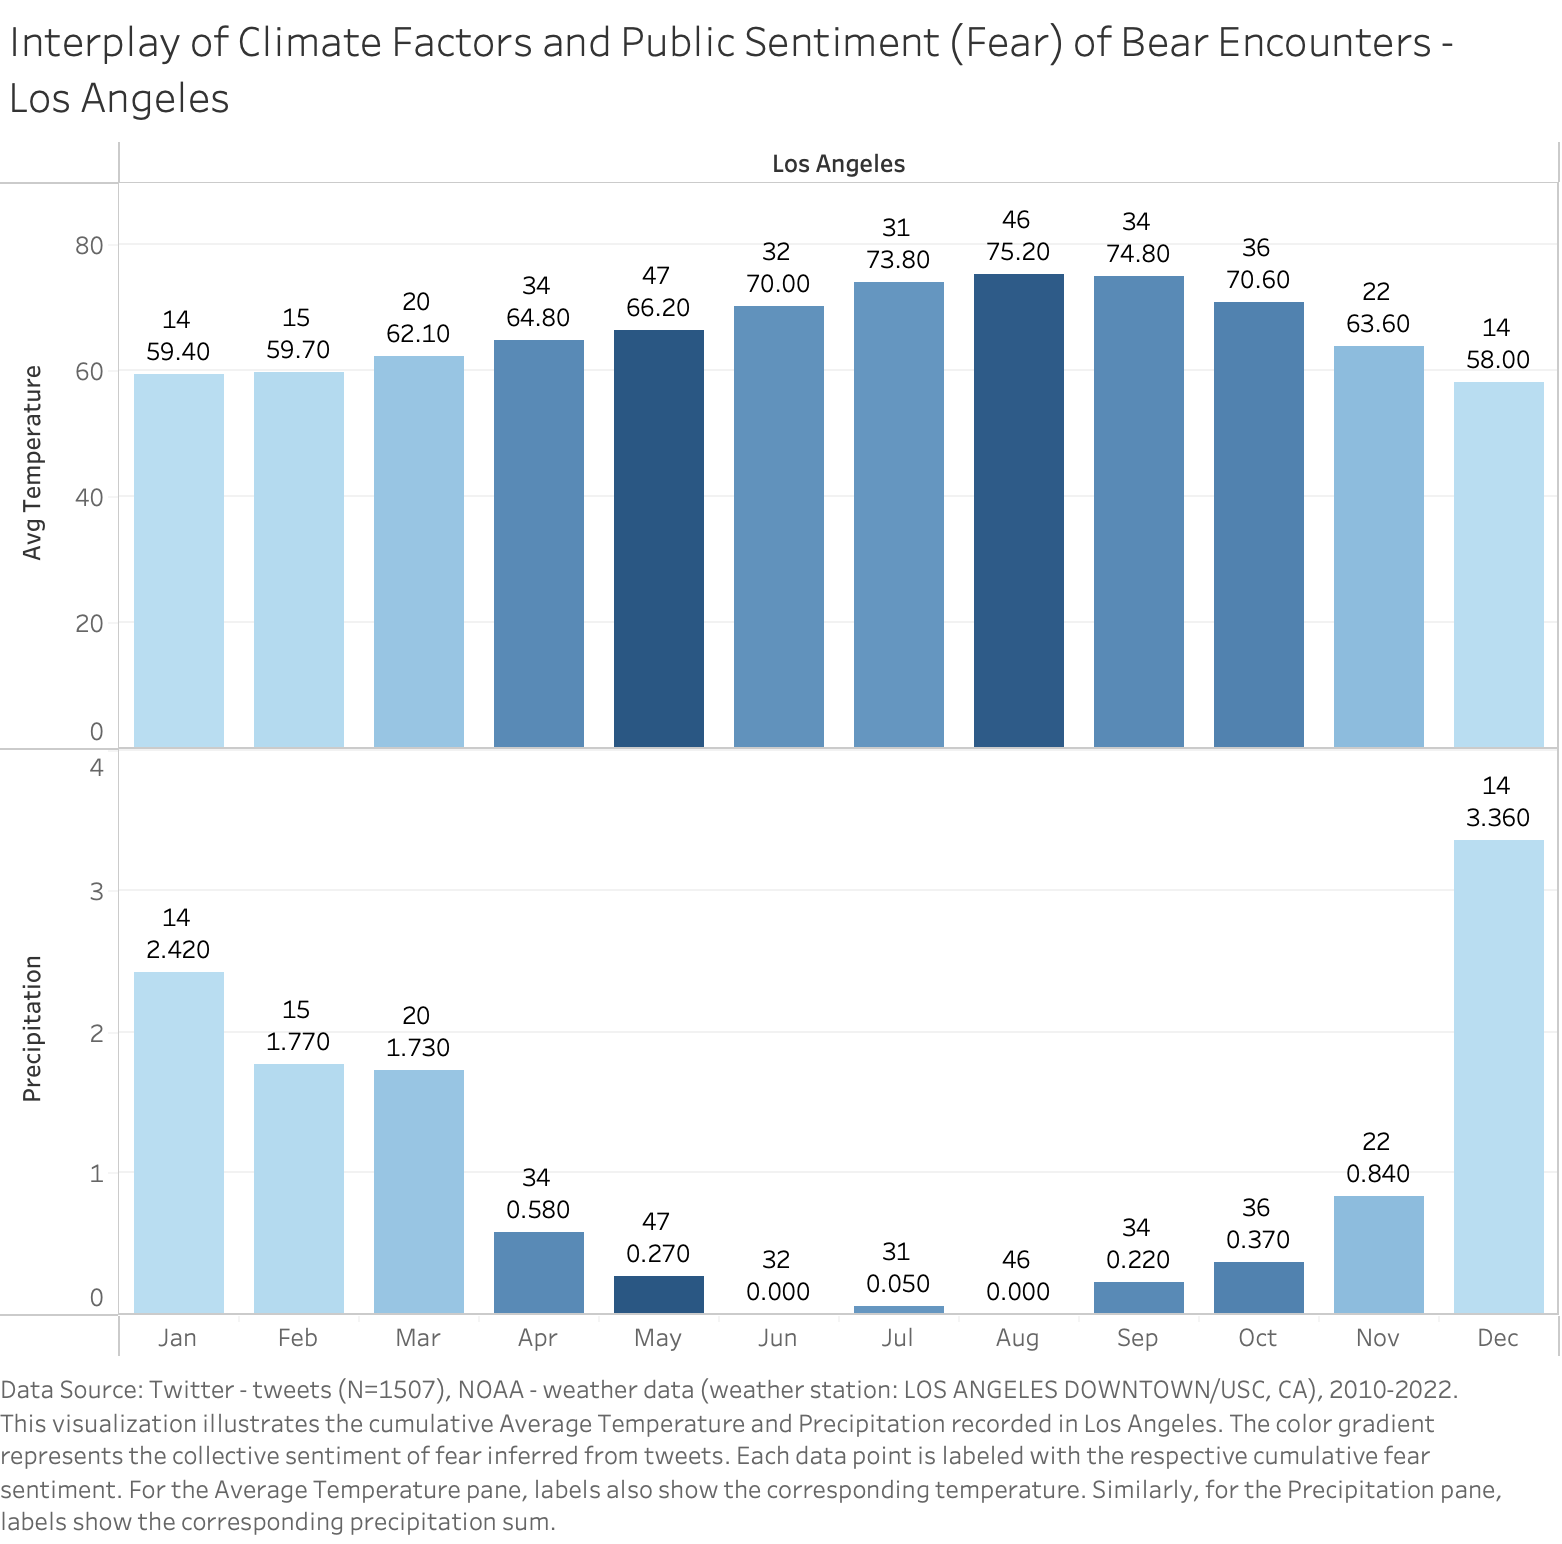 Interplay of Climate Factors and Public Sentiment (Fear) of Bear Encounters -
Los Angeles
Los Angeles
Avg Temperature
80
60
40
20
0
14
59.40
15
59.70
20
62.10
34
64.80
47
66.20
32
70.00
31
73.80
46
75.20
34
74.80
36
70.60
22
63.60
14
58.00
Precipitation
4
3
2
1
0
14
2.420
15
1.770
20
1.730
34
0.580
47
0.270
32
0.000
31
0.050
46
0.000
34
0.220
36
0.370
22
0.840
14
3.360
Jan
Feb
Mar
Apr
May
Jun
Jul
Aug
Sep
Oct
Nov
Dec
Data Source: Twitter - tweets (N=1507), NOAA - weather data (weather station: LOS ANGELES DOWNTOWN/USC, CA), 2010-2022.
This visualization illustrates the cumulative Average Temperature and Precipitation recorded in Los Angeles. The color gradient
represents the collective sentiment of fear inferred from tweets. Each data point is labeled with the respective cumulative fear
sentiment. For the Average Temperature pane, labels also show the corresponding temperature. Similarly, for the Precipitation pane,
labels show the corresponding precipitation sum.